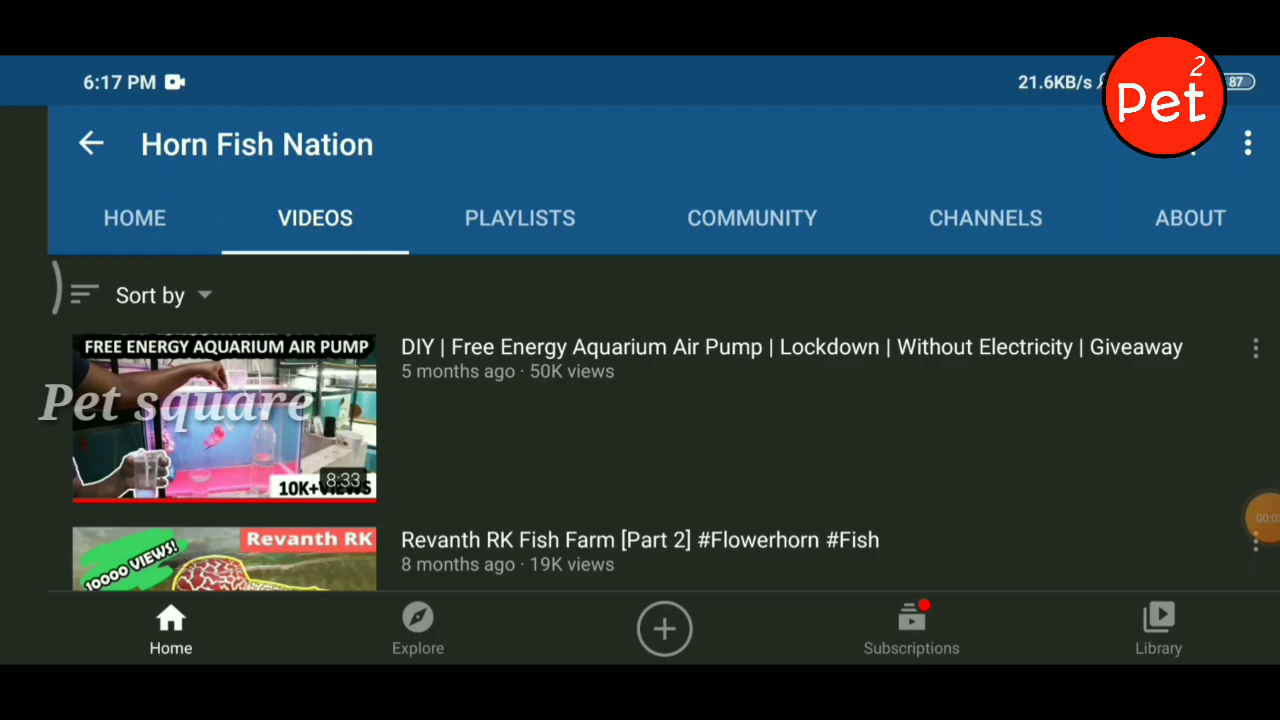 6:17 PM
21.6KB/s
87
Pet 2
Horn Fish Nation
HOME VIDEOS PLAYLISTS COMMUNITY CHANNELS ABOUT
Sort by
FREE ENERGY AQUARIUM AIR PUMP
Pet square
8:33
10K+VIEWS
DIY | Free Energy Aquarium Air Pump | Lockdown | Without Electricity | Giveaway
5 months ago · 50K views
10000 VIEWS!
Revanth RK
Revanth RK Fish Farm [Part 2] #Flowerhorn #Fish
8 months ago · 19K views
Home Explore Subscriptions Library